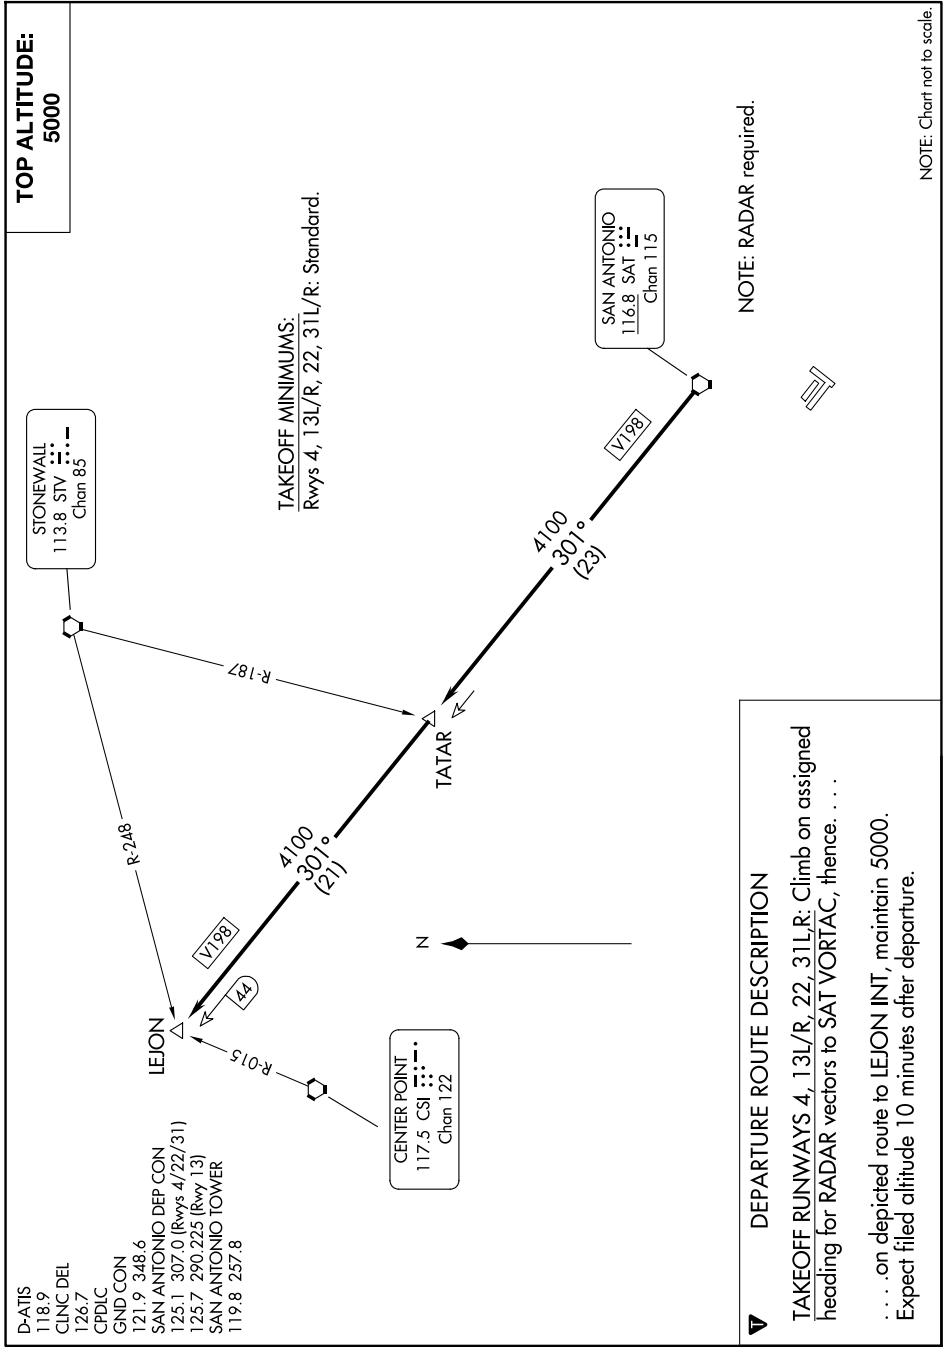 D-ATIS
118.9
CLNC DEL
126.7
CPDLC
GND CON
121.9 348.6
SAN ANTONIO DEP CON
125.1 307.0 (Rwys 4/22/31)
125.7 290.225 (Rwy 13)
SAN ANTONIO TOWER
119.8 257.8
TOP ALTITUDE:
5000
STONEWALL
113.8 STV
Chan 85
R-248
R-187
LEJON
R-015
44
V198
4100
301°
(21)
CENTER POINT
117.5 CSI
Chan 122
N
TATAR
TAKEOFF MINIMUMS:
Rwys 4, 13L/R, 22, 31L/R: Standard.
4100
301°
(23)
V198
SAN ANTONIO
116.8 SAT
Chan 115
NOTE: RADAR required.
DEPARTURE ROUTE DESCRIPTION
T
TAKEOFF RUNWAYS 4, 13L/R, 22, 31L,R: Climb on assigned
heading for RADAR vectors to SAT VORTAC, thence. . . .
. . . .on depicted route to LEJON INT, maintain 5000.
Expect filed altitude 10 minutes after departure.
NOTE: Chart not to scale.